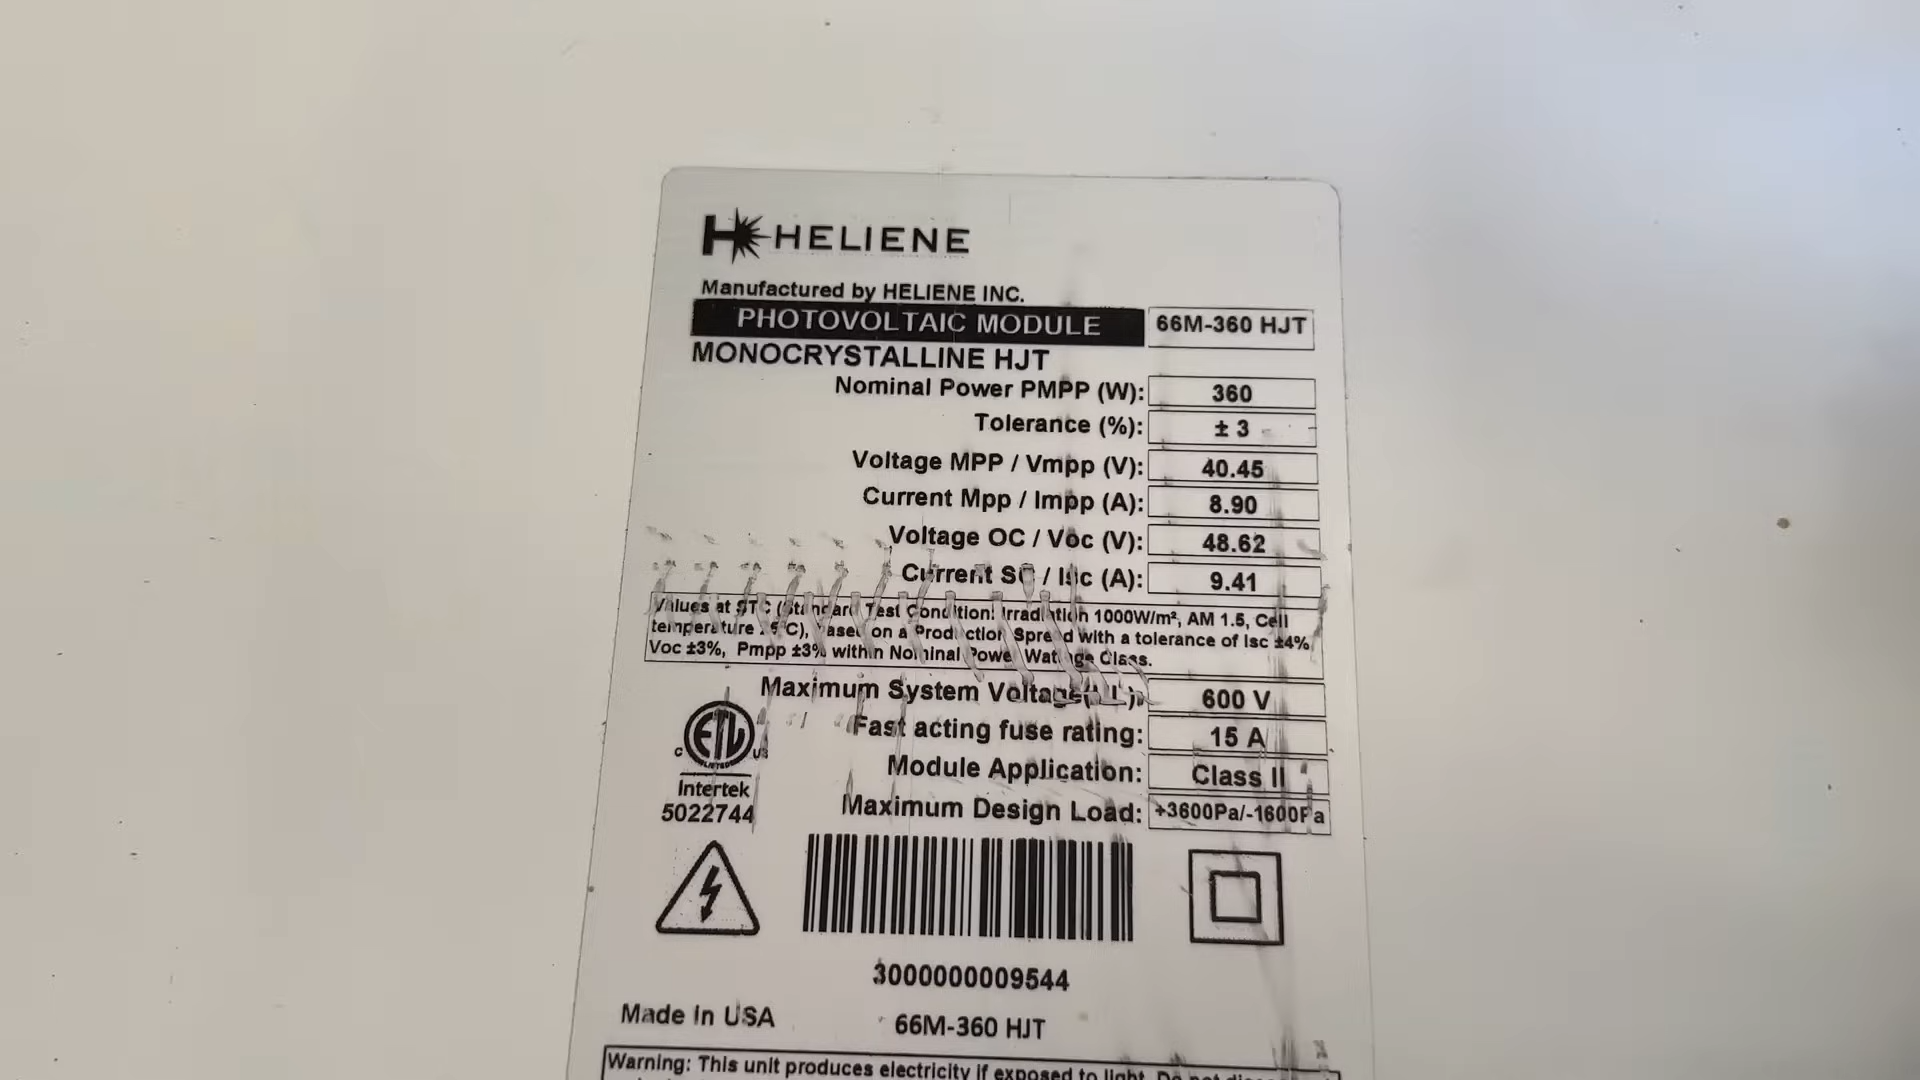 HELIENE
Manufactured by HELIENE INC.
PHOTOVOLTAIC MODULE 66M-360 HJT
MONOCRYSTALLINE HJT
Nominal Power PMPP (W): 360
Tolerance (%): ± 3
Voltage MPP / Vmpp (V): 40.45
Current Mpp / Impp (A): 8.90
Voltage OC / Voc (V): 48.62
Current SC / Isc (A): 9.41
Values at STC (Standard Test Condition: Irradiation 1000W/m², AM 1.5, Cell
temperature 25°C), based on a Production Spread with a tolerance of Isc ±4%
Voc ±3%, Pmpp ±3% within Nominal Power Wattage Class.
Maximum System Voltage 600 V
Fast acting fuse rating: 15 A
Module Application: Class II
Maximum Design Load: +3600Pa/-1600Pa
C ETL US
LISTED
Intertek
5022744
3000000009544
Made In USA 66M-360 HJT
Warning: This unit produces electricity if exposed to light. Do not